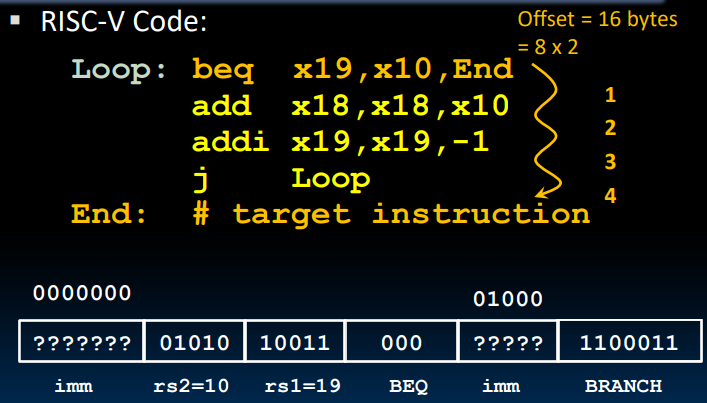 ▪ RISC-V Code:
Offset = 16 bytes
= 8 x 2
Loop: beq x19,x10,End
add x18,x18,x10
addi x19,x19,-1
j Loop
End: # target instruction
1
2
3
4
0000000
01000
??????? 01010 10011 000 ????? 1100011
imm rs2=10 rs1=19 BEQ imm BRANCH